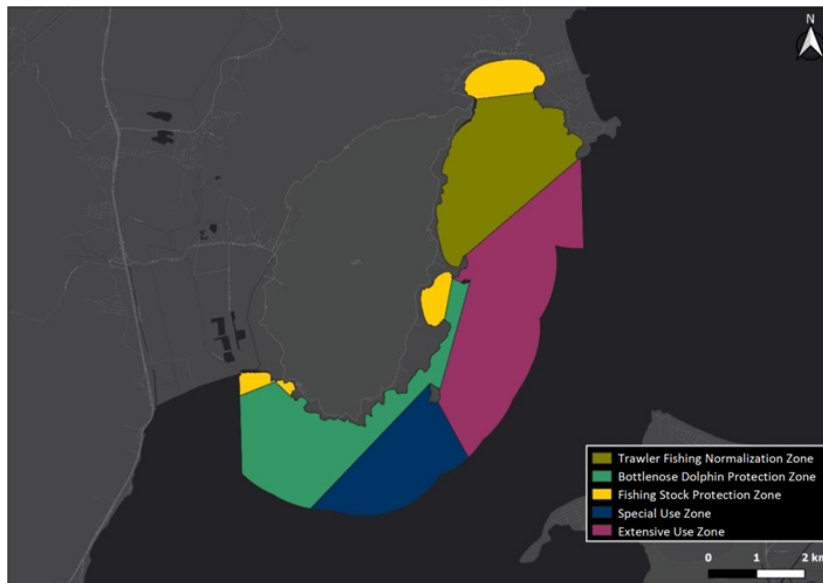 N
Trawler Fishing Normalization Zone
Bottlenose Dolphin Protection Zone
Fishing Stock Protection Zone
Special Use Zone
Extensive Use Zone
0 1 2 km